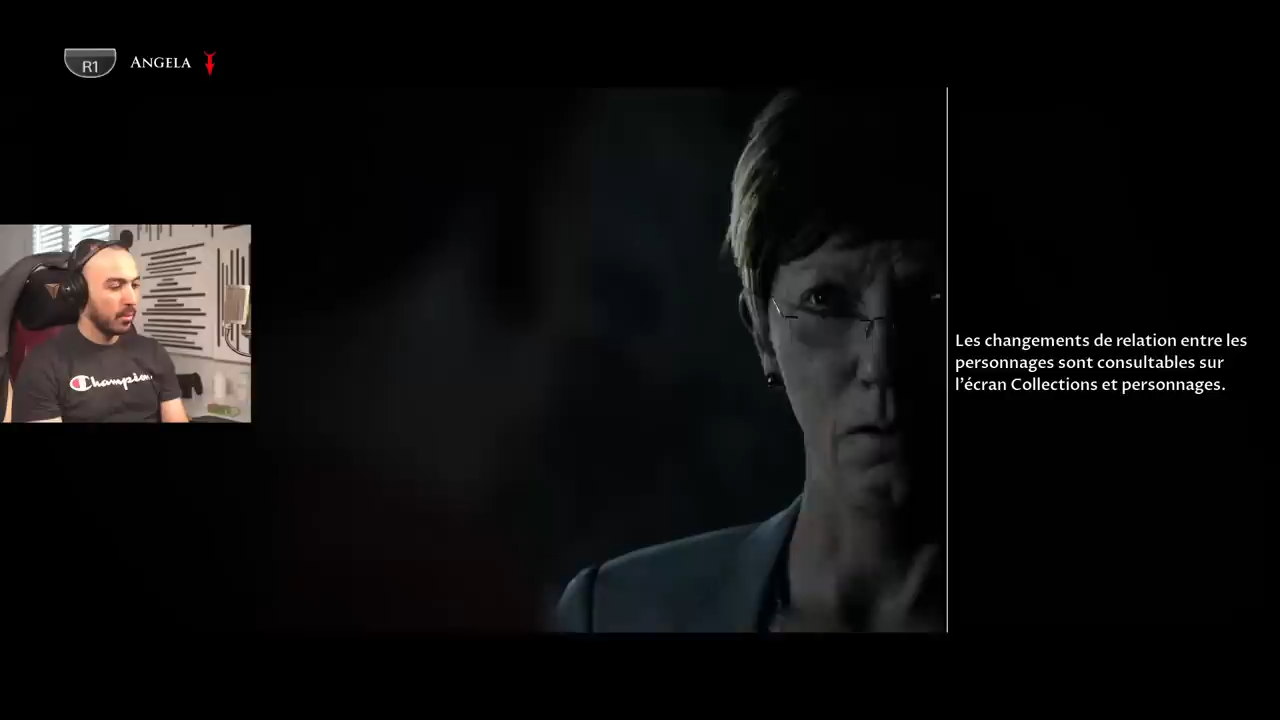 R1 ANGELA
Champion
Les changements de relation entre les
personnages sont consultables sur
l'écran Collections et personnages.